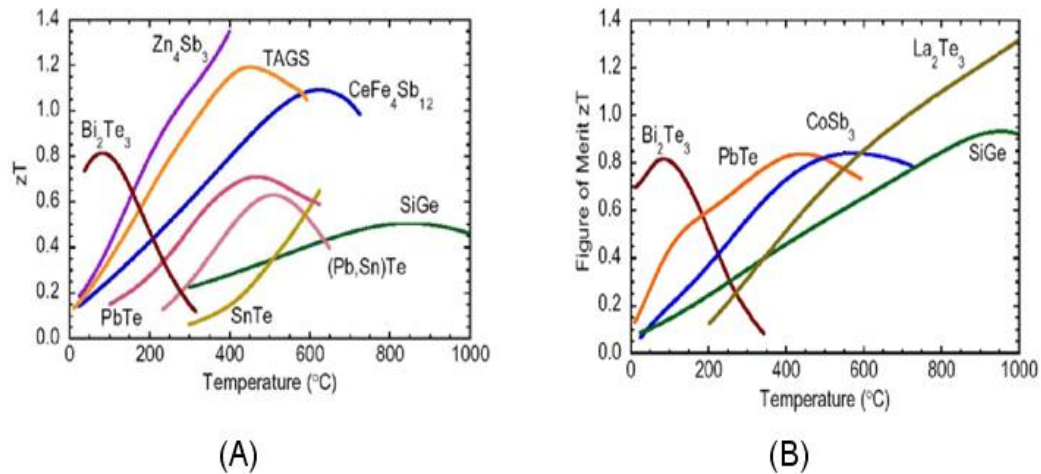 1.4
1.2
1.0
0.8
0.6
0.4
0.2
0.0
zT
Zn₄Sb₃
TAGS
CeFe₄Sb₁₂
Bi₂Te₃
SiGe
(Pb,Sn)Te
PbTe
SnTe
0 200 400 600 800 1000
Temperature (°C)
(A)
1.4
1.2
1.0
0.8
0.6
0.4
0.2
0.0
Figure of Merit zT
La₂Te₃
CoSb₃
Bi₂Te₃
PbTe
SiGe
0 200 400 600 800 1000
Temperature (°C)
(B)